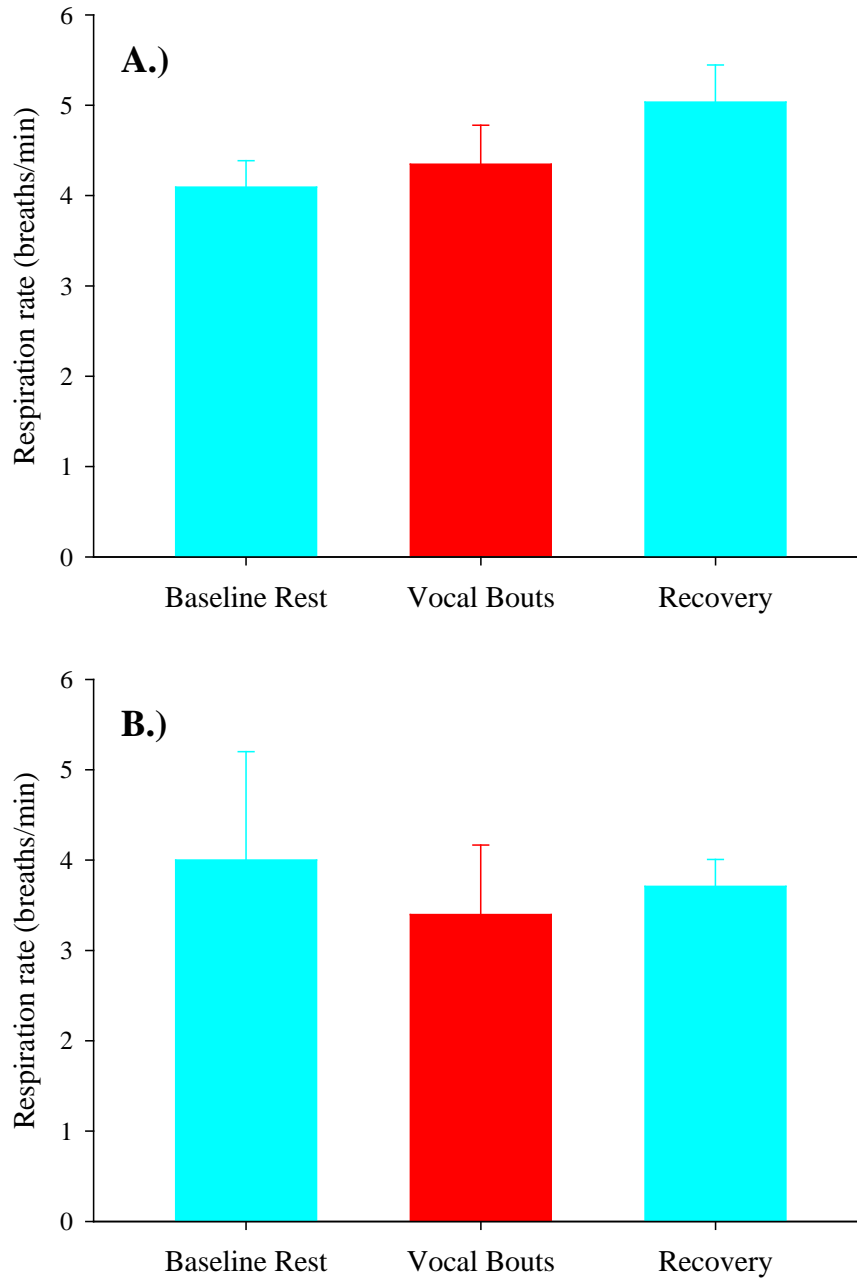 A.)
Respiration rate (breaths/min)
6
5
4
3
2
1
0
Baseline Rest Vocal Bouts Recovery
B.)
Respiration rate (breaths/min)
6
5
4
3
2
1
0
Baseline Rest Vocal Bouts Recovery